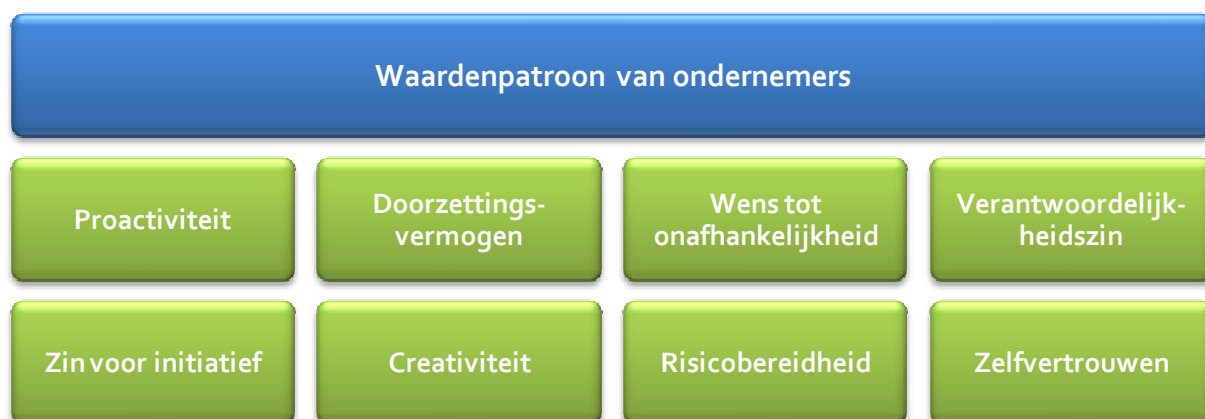 Waardenpatroon van ondernemers
Proactiviteit
Doorzettings-
vermogen
Wens tot
onafhankelijkheid
Verantwoordelijk-
heidszin
Zin voor initiatief
Creativiteit
Risicobereidheid
Zelfvertrouwen